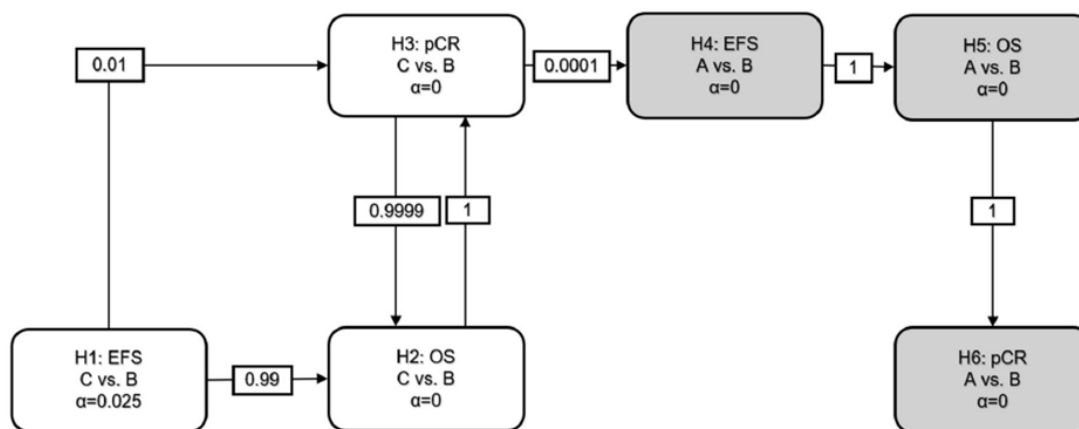 H3: pCR
C vs. B
α=0
H4: EFS
A vs. B
α=0
H5: OS
A vs. B
α=0
0.01
0.0001
1
0.9999
1
1
H1: EFS
C vs. B
α=0.025
0.99
H2: OS
C vs. B
α=0
H6: pCR
A vs. B
α=0